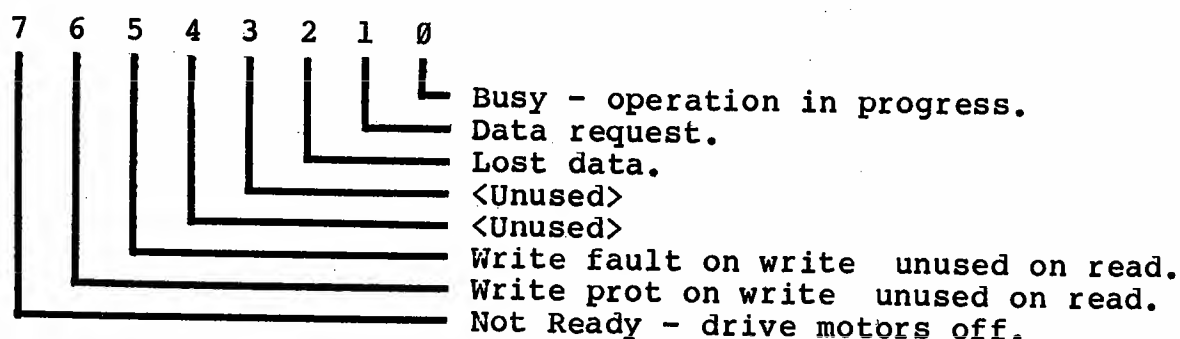 7 6 5 4 3 2 1 Ø
Busy - operation in progress.
Data request.
Lost data.
<Unused>
<Unused>
Write fault on write unused on read.
Write prot on write unused on read.
Not Ready - drive motors off.